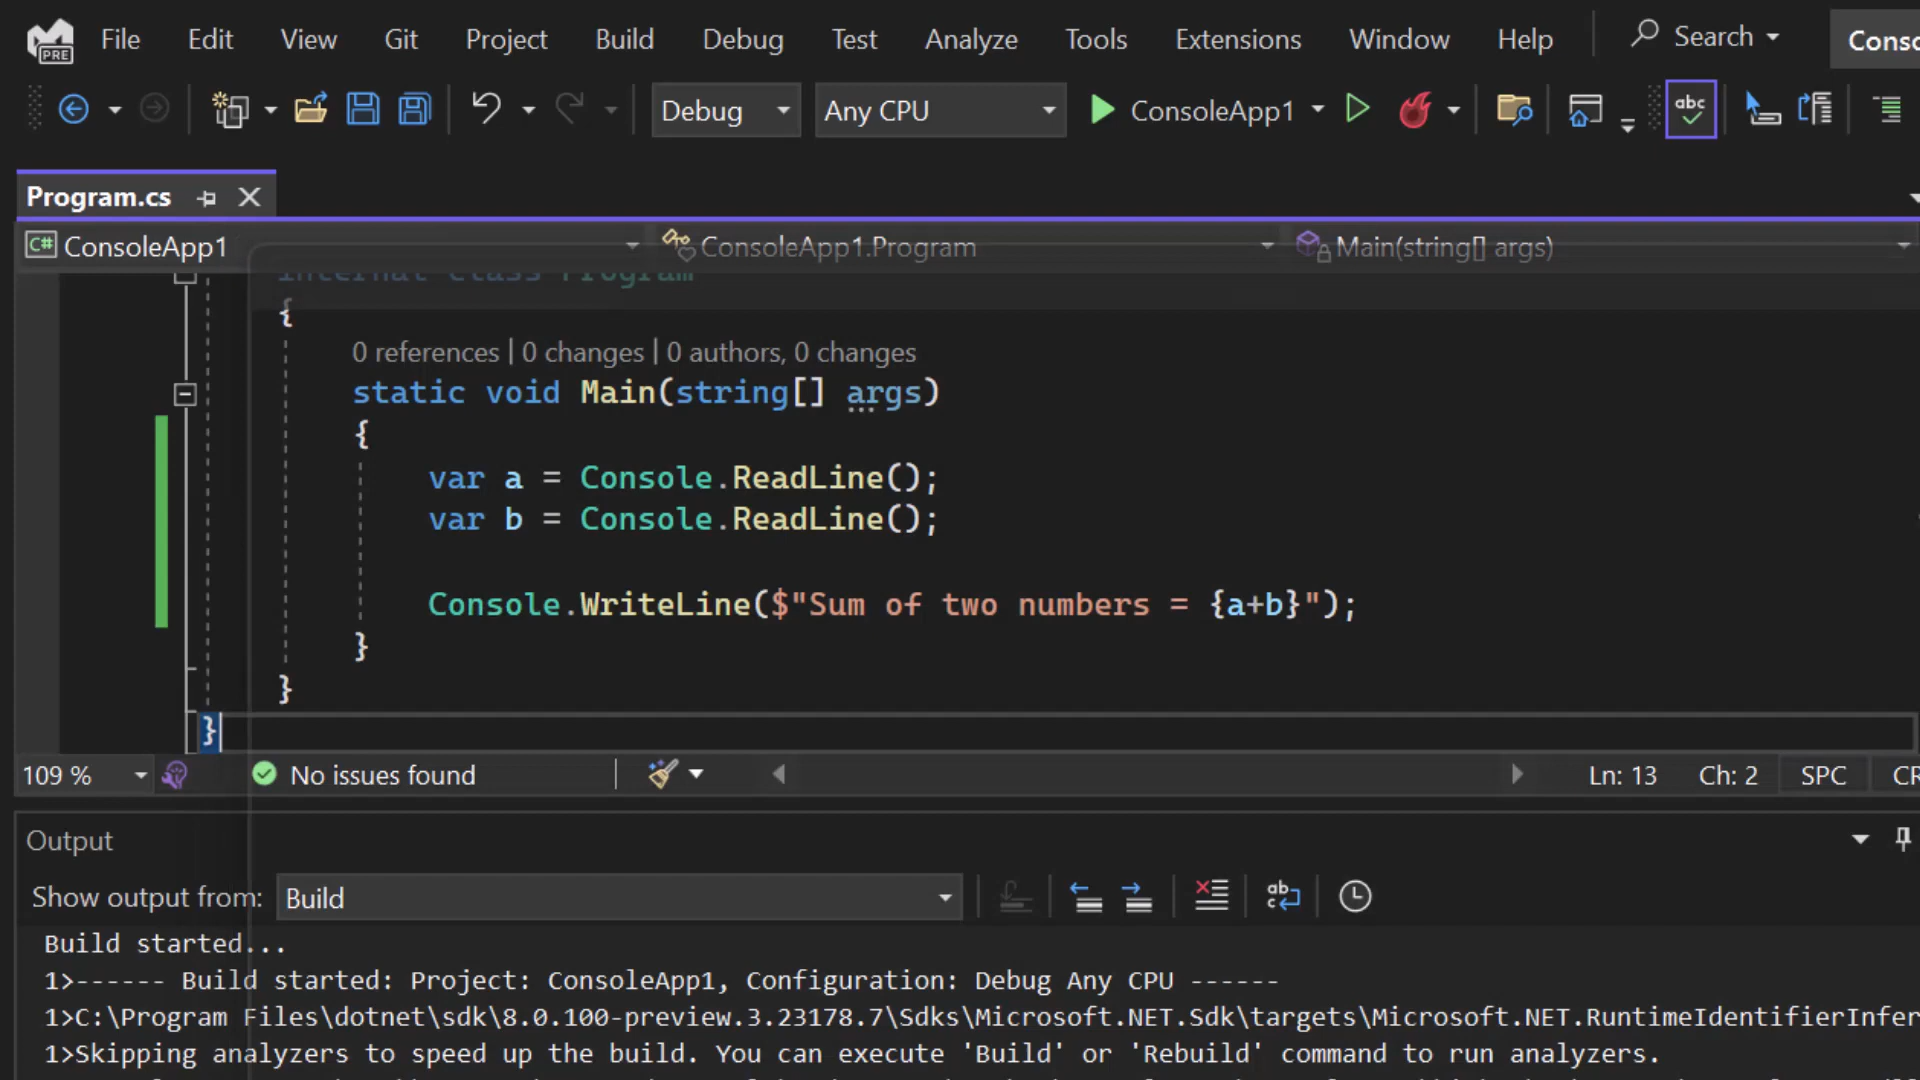 PRE File Edit View Git Project Build Debug Test Analyze Tools Extensions Window Help Search
Debug Any CPU ConsoleApp1 abc
Program.cs
C# ConsoleApp1 ConsoleApp1.Program Main(string[] args)
internal class Program
{
0 references | 0 changes | 0 authors, 0 changes
static void Main(string[] args)
{
var a = Console.ReadLine();
var b = Console.ReadLine();
Console.WriteLine($"Sum of two numbers = {a+b}");
}
}
}
109 % No issues found Ln: 13 Ch: 2 SPC
Output
Show output from: Build
Build started...
1>------ Build started: Project: ConsoleApp1, Configuration: Debug Any CPU ------
1>C:\Program Files\dotnet\sdk\8.0.100-preview.3.23178.7\Sdks\Microsoft.NET.Sdk\targets\Microsoft.NET.RuntimeIdentifierInfer
1>Skipping analyzers to speed up the build. You can execute 'Build' or 'Rebuild' command to run analyzers.